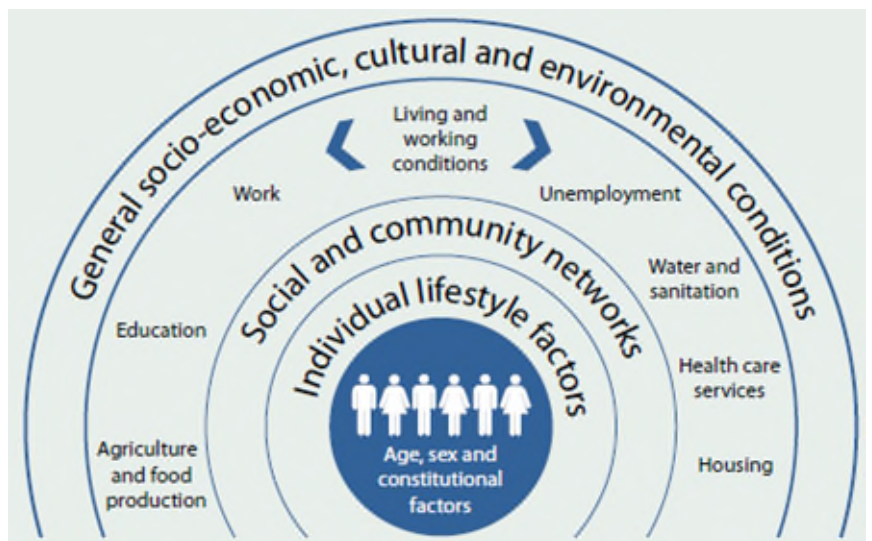 General socio-economic, cultural and environmental conditions
Living and
working
conditions
Work
Unemployment
Social and community networks
Water and
sanitation
Individual lifestyle factors
Education
Health care
services
Agriculture
and food
production
Housing
Age, sex and
constitutional
factors